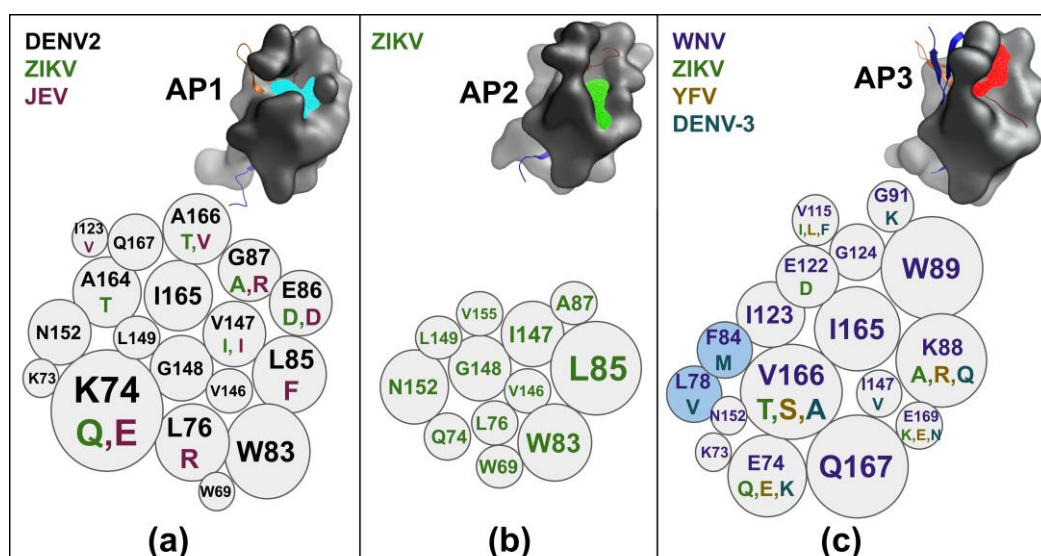 DENV2
ZIKV
JEV
AP1
I123
V
Q167
A166
T,V
G87
A,R
A164
T
I165
E86
D,D
N152
L149
V147
I, I
K73
G148
L85
F
K74
Q,E
V146
L76
R
W83
W69
(a)
ZIKV
AP2
V155
A87
L149
I147
L85
N152
G148
V146
Q74
L76
W83
W69
(b)
WNV
ZIKV
YFV
DENV-3
AP3
G91
K
V115
I,L,F
G124
W89
E122
D
I123
I165
F84
M
K88
A,R,Q
L78
V
V166
T,S,A
I147
V
N152
E169
K,E,N
K73
E74
Q,E,K
Q167
(c)